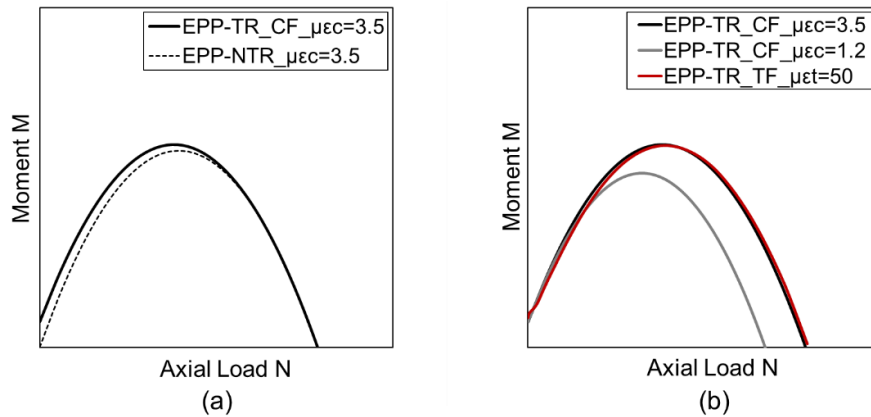 EPP-TR_CF_µεc=3.5
EPP-NTR_µεc=3.5
Moment M
Axial Load N
(a)
EPP-TR_CF_µεc=3.5
EPP-TR_CF_µεc=1.2
EPP-TR_TF_µεt=50
Moment M
Axial Load N
(b)